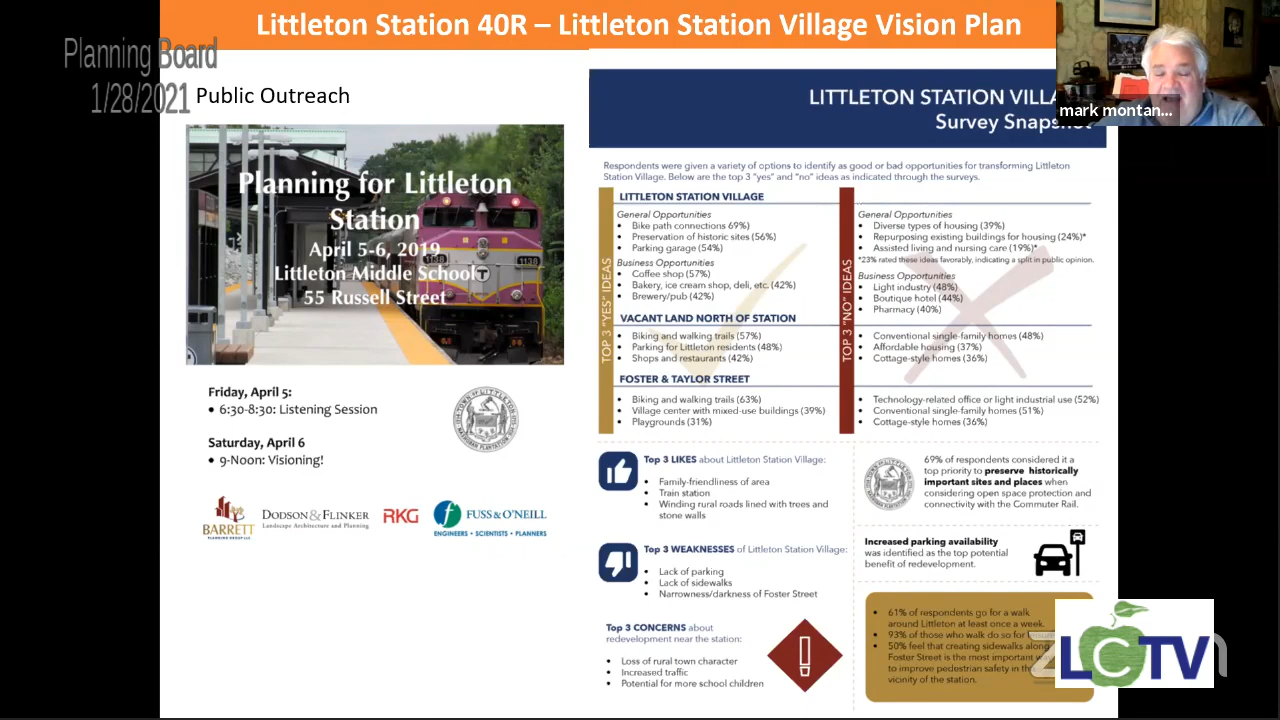 Littleton Station 40R – Littleton Station Village Vision Plan
Planning Board
1/28/2021
Public Outreach
Planning for Littleton
Station
April 5-6, 2019
Littleton Middle School
55 Russell Street
1138
1138
T
Friday, April 5:
• 6:30-8:30: Listening Session
Saturday, April 6
• 9-Noon: Visioning!
BARRETT
PLANNING GROUP LLC
DODSON & FLINKER
Landscape Architecture and Planning
RKG
FUSS & O'NEILL
ENGINEERS • SCIENTISTS • PLANNERS
LITTLETON STATION VILLA
Survey Snapshot
mark montan...
Respondents were given a variety of options to identify as good or bad opportunities for transforming Littleton
Station Village. Below are the top 3 "yes" and "no" ideas as indicated through the surveys.
TOP 3 "YES" IDEAS
LITTLETON STATION VILLAGE
General Opportunities
• Bike path connections 69%)
• Preservation of historic sites (56%)
• Parking garage (54%)
Business Opportunities
• Coffee shop (57%)
• Bakery, ice cream shop, deli, etc. (42%)
• Brewery/pub (42%)
VACANT LAND NORTH OF STATION
• Biking and walking trails (57%)
• Parking for Littleton residents (48%)
• Shops and restaurants (42%)
FOSTER & TAYLOR STREET
• Biking and walking trails (63%)
• Village center with mixed-use buildings (39%)
• Playgrounds (31%)
TOP 3 "NO" IDEAS
General Opportunities
• Diverse types of housing (39%)
• Repurposing existing buildings for housing (24%)*
• Assisted living and nursing care (19%)*
*23% rated these ideas favorably, indicating a split in public opinion.
Business Opportunities
• Light industry (48%)
• Boutique hotel (44%)
• Pharmacy (40%)
• Conventional single-family homes (48%)
• Affordable housing (37%)
• Cottage-style homes (36%)
• Technology-related office or light industrial use (52%)
• Conventional single-family homes (51%)
• Cottage-style homes (36%)
Top 3 LIKES about Littleton Station Village:
• Family-friendliness of area
• Train station
• Winding rural roads lined with trees and
stone walls
Top 3 WEAKNESSES of Littleton Station Village:
• Lack of parking
• Lack of sidewalks
• Narrowness/darkness of Foster Street
Top 3 CONCERNS about
redevelopment near the station:
• Loss of rural town character
• Increased traffic
• Potential for more school children
69% of respondents considered it a
top priority to preserve historically
important sites and places when
considering open space protection and
connectivity with the Commuter Rail.
Increased parking availability
was identified as the top potential
benefit of redevelopment.
• 61% of respondents go for a walk
around Littleton at least once a week.
• 93% of those who walk do so for
• 50% feel that creating sidewalks along
Foster Street is the most important
to improve pedestrian safety in the
vicinity of the station.
LCTV